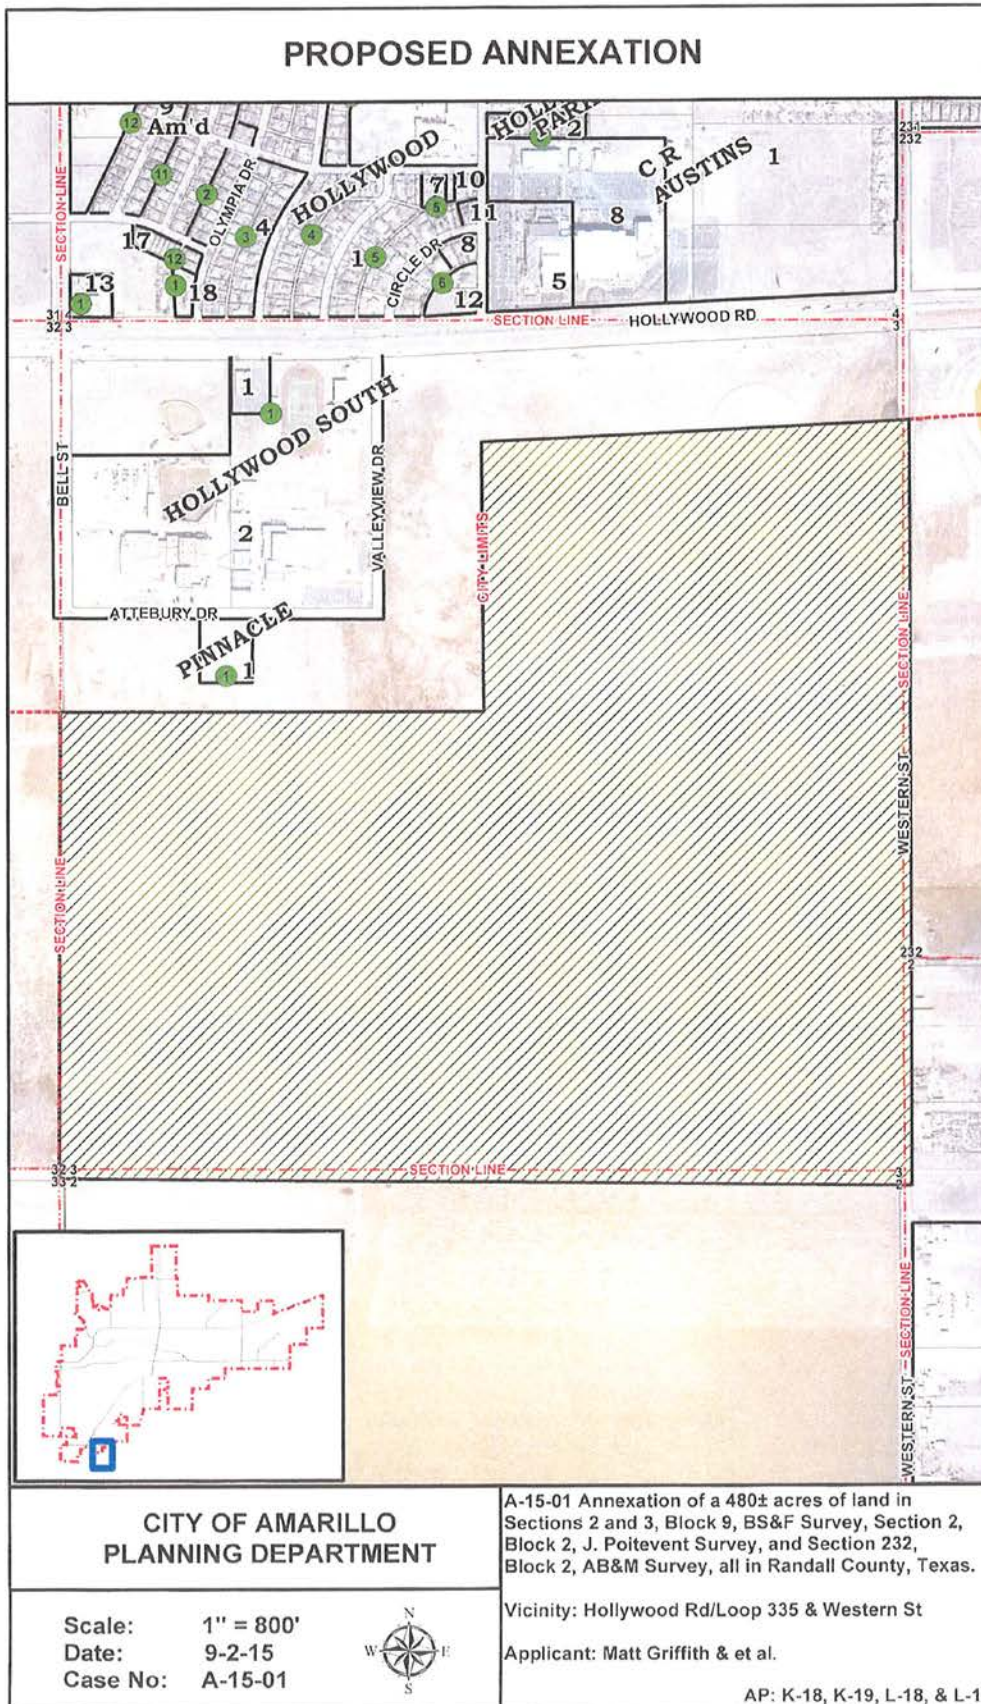 PROPOSED ANNEXATION
HOLLYWOOD
PARK
2
C R
AUSTINS
1
231
232
12
Am'd
11
2
OLYMPIA DR
4
3
HOLLYWOOD
4
7
10
5
11
8
1
5
CIRCLE DR
8
6
12
5
17
12
1
18
13
1
SECTION LINE
31 4
32 3
SECTION LINE
HOLLYWOOD RD
4
3
1
1
HOLLYWOOD SOUTH
BELL ST
VALLEYVIEW DR
2
ATTEBURY DR
PINNACLE
1
1
CITY LIMITS
SECTION LINE
WESTERN ST
SECTION LINE
232
2
32 3
33 2
SECTION LINE
3
2
SECTION LINE
WESTERN ST
CITY OF AMARILLO
PLANNING DEPARTMENT
Scale: 1" = 800'
Date: 9-2-15
Case No: A-15-01
N
W E
S
A-15-01 Annexation of a 480± acres of land in
Sections 2 and 3, Block 9, BS&F Survey, Section 2,
Block 2, J. Poitevent Survey, and Section 232,
Block 2, AB&M Survey, all in Randall County, Texas.
Vicinity: Hollywood Rd/Loop 335 & Western St
Applicant: Matt Griffith & et al.
AP: K-18, K-19, L-18, & L-1